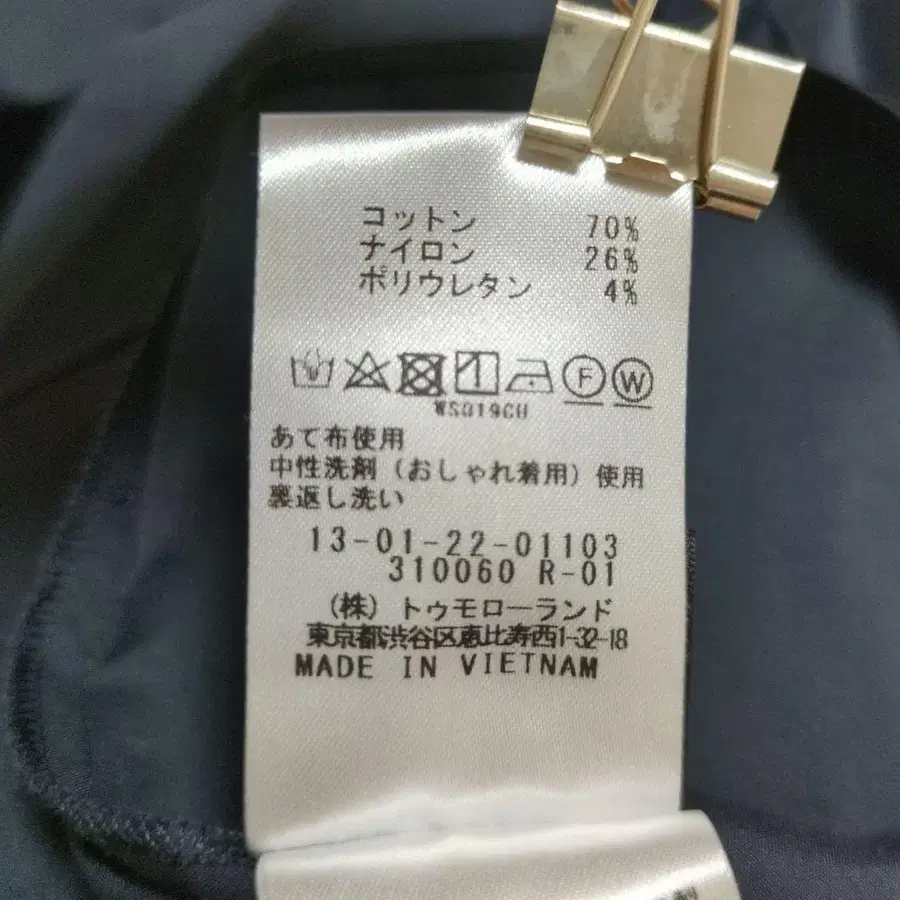 コットン 70%
ナイロン 26%
ポリウレタン 4%
F W
WS019CH
あて布使用
中性洗剤（おしゃれ着用）使用
裏返し洗い
13-01-22-01103
310060 R-01
（株）トゥモローランド
東京都渋谷区恵比寿西1-32-18
MADE IN VIETNAM